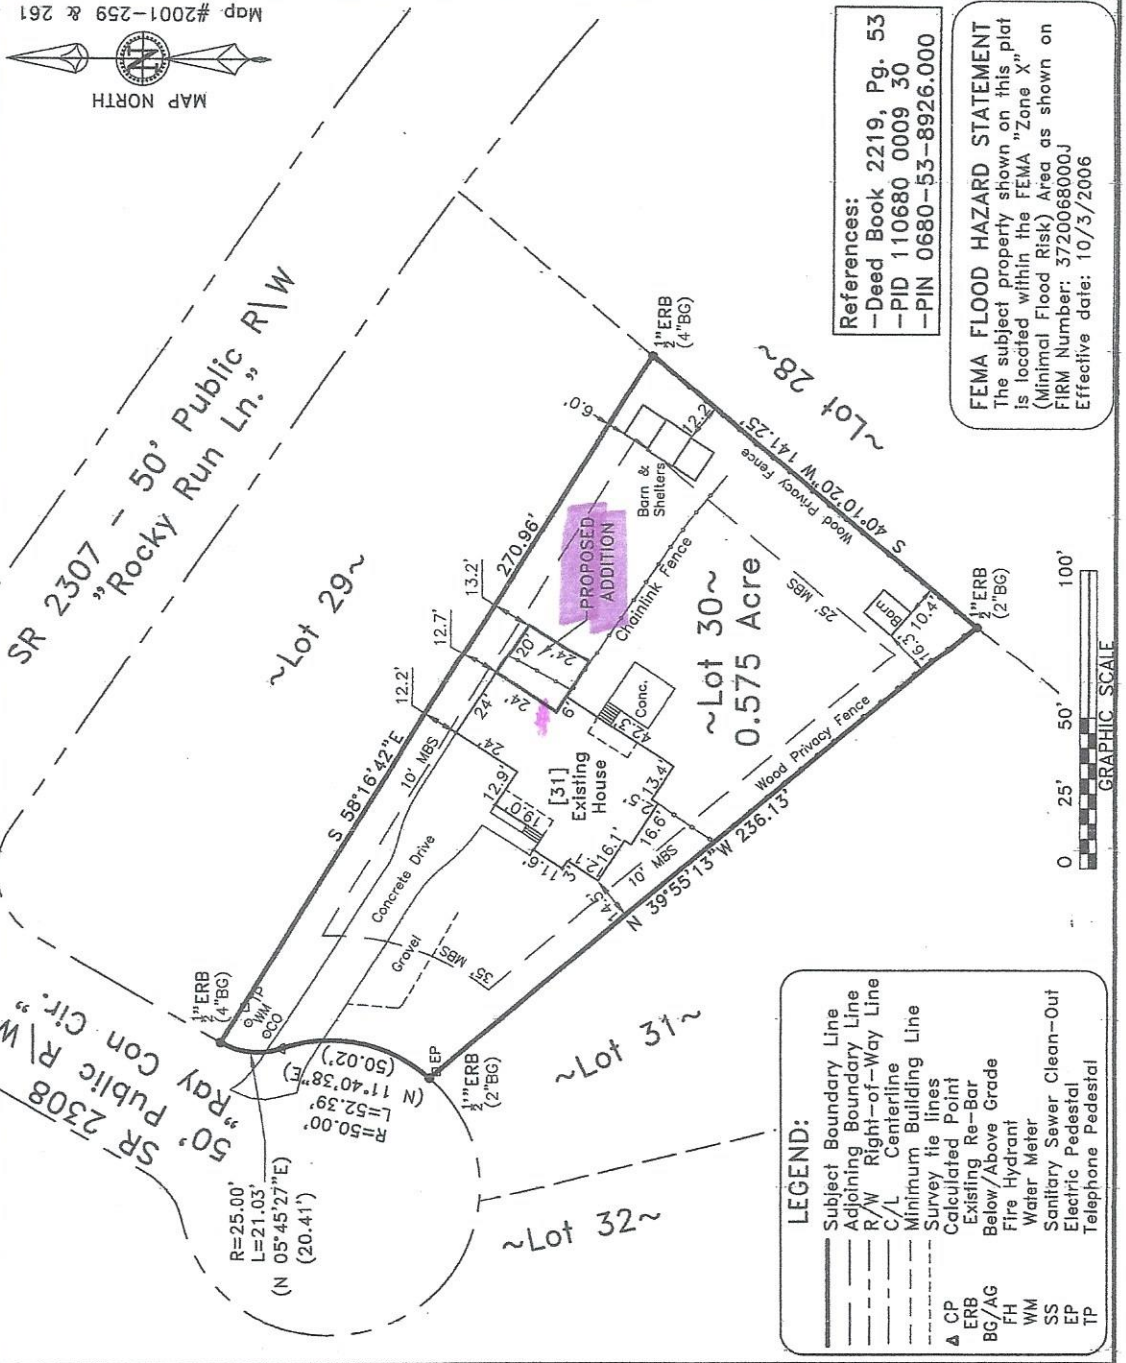 Map #2001-259 & 261
MAP NORTH
N
SR 2307 - 50' Public R\W
"Rocky Run Ln."
~Lot 29~
SR 2308
50' Public R\W
"Ray Con Cir."
½"ERB
(4"BG)
TP
WM
CO
R=25.00'
L=21.03'
(N 05°45'27"E)
(20.41')
R=50.00'
L=52.39'
(N 11°40'38" E)
(50.02')
EP
½"ERB
(2"BG)
S 58°16'42"E
270.96'
12.2'
12.7'
13.2'
6.0'
10' MBS
Concrete Drive
Gravel
35' MBS
24'
24'
24'
20'
24'
6'
12.9'
19.0'
11.6'
3'
2.1'
16.1'
16.6'
2.5'
13.4'
42.3'
14.5'
[31]
Existing
House
Conc.
PROPOSED
ADDITION
Chainlink Fence
Barn &
Shelters
12.2'
½"ERB
(4"BG)
~Lot 28~
S 40°10'20"W 141.25'
Wood Privacy Fence
25' MBS
~Lot 30~
0.575 Acre
Barn
10.4'
16.3'
½"ERB
(2"BG)
Wood Privacy Fence
10' MBS
N 39°55'13"W 236.13'
~Lot 31~
~Lot 32~
References:
-Deed Book 2219, Pg. 53
-PID 110680 0009 30
-PIN 0680-53-8926.000
FEMA FLOOD HAZARD STATEMENT
The subject property shown on this plat
is located within the FEMA "Zone X"
(Minimal Flood Risk) Area as shown on
FIRM Number: 3720068000J
Effective date: 10/3/2006
0 25' 50' 100'
GRAPHIC SCALE
LEGEND:
Subject Boundary Line
Adjoining Boundary Line
R/W Right-of-Way Line
C/L Centerline
Minimum Building Line
Survey tie lines
CP Calculated Point
ERB Existing Re-Bar
BG/AG Below/Above Grade
FH Fire Hydrant
WM Water Meter
SS Sanitary Sewer Clean-Out
EP Electric Pedestal
TP Telephone Pedestal